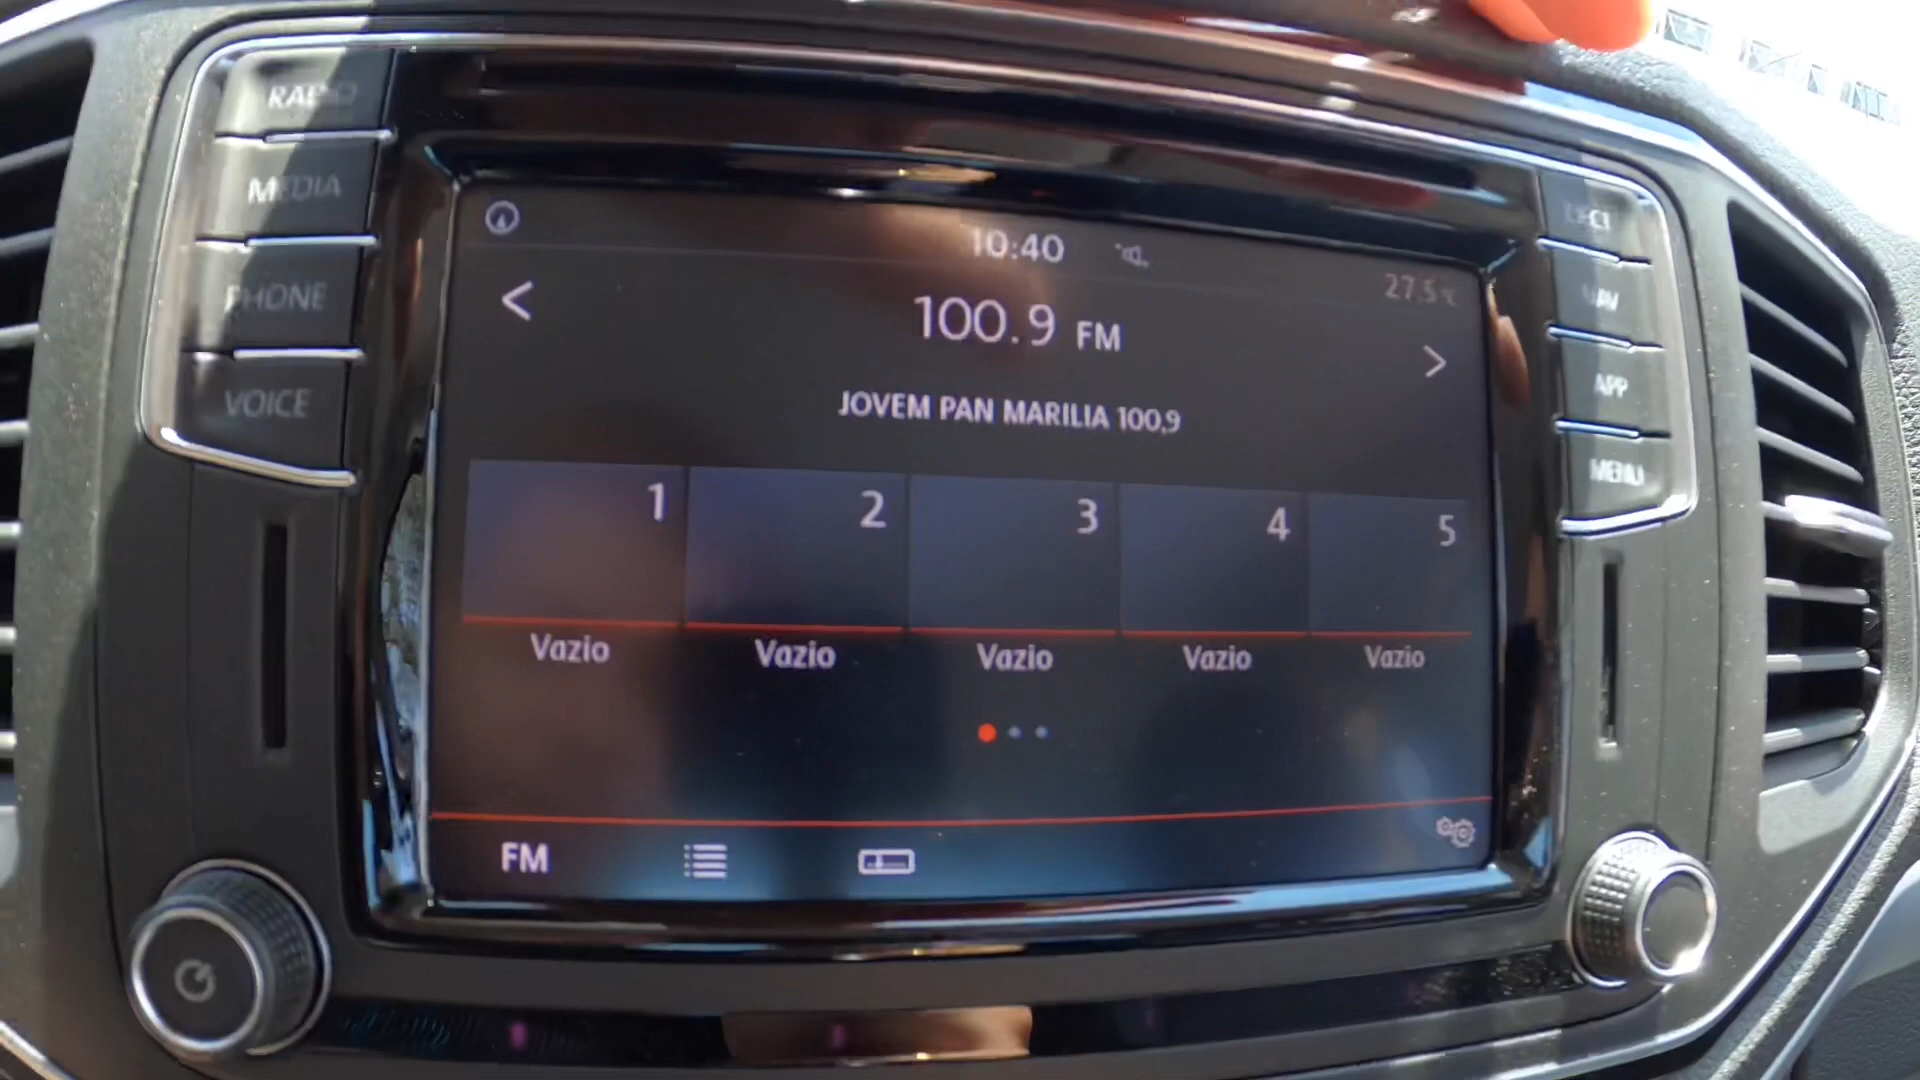 RADIO
MEDIA
PHONE
VOICE
10:40
27.5 °C
100.9 FM
JOVEM PAN MARILIA 100,9
1 2 3 4 5
Vazio Vazio Vazio Vazio Vazio
FM
NAV
APP
MENU